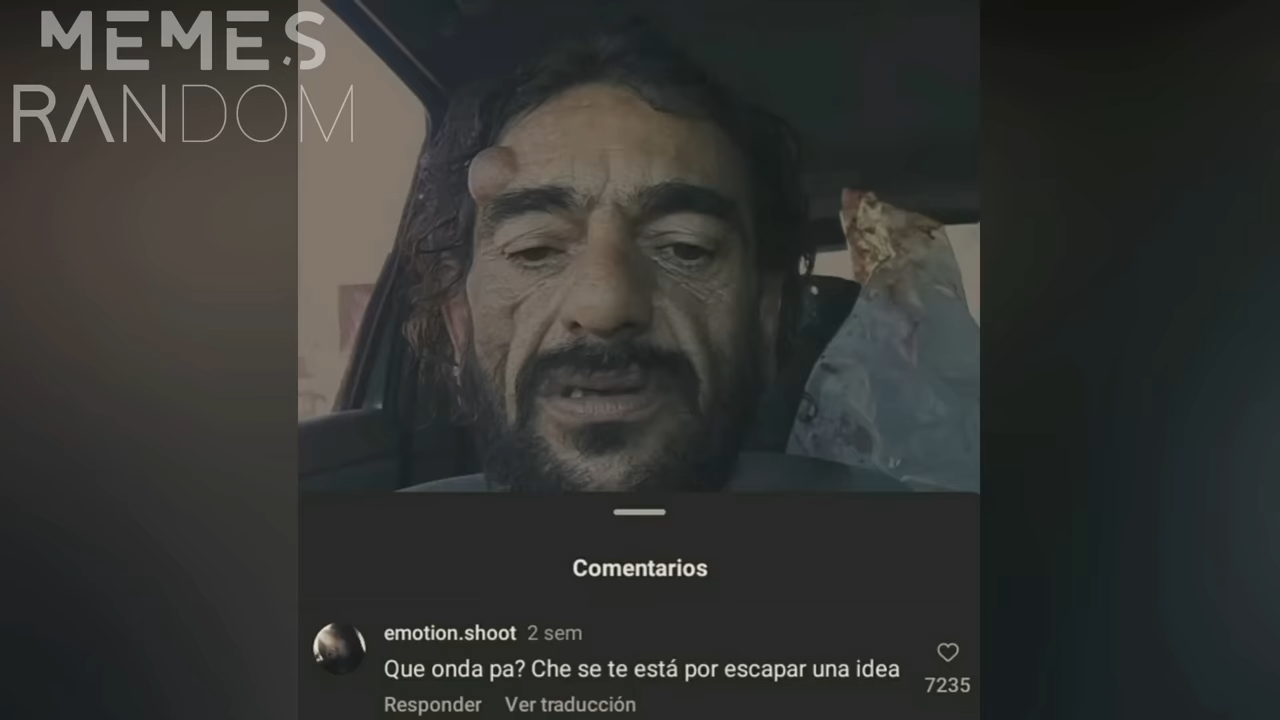 MEMES
RANDOM
Comentarios
emotion.shoot 2 sem
Que onda pa? Che se te está por escapar una idea
7235
Responder Ver traducción